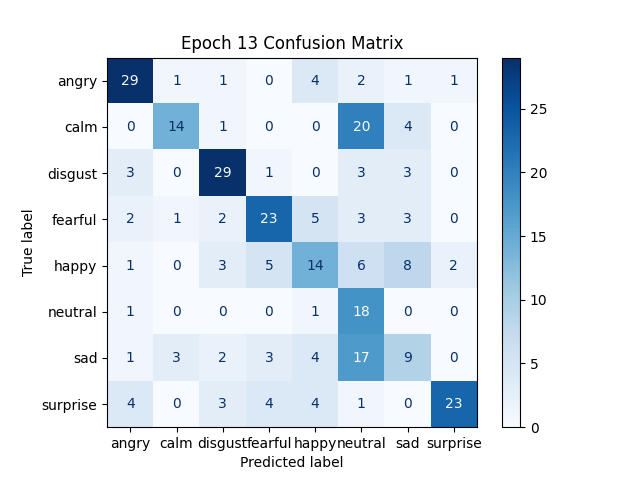 Epoch 13 Confusion Matrix
True label
angry 29 1 1 0 4 2 1 1
calm 0 14 1 0 0 20 4 0
disgust 3 0 29 1 0 3 3 0
fearful 2 1 2 23 5 3 3 0
happy 1 0 3 5 14 6 8 2
neutral 1 0 0 0 1 18 0 0
sad 1 3 2 3 4 17 9 0
surprise 4 0 3 4 4 1 0 23
angry calm disgust fearful happy neutral sad surprise
Predicted label
25
20
15
10
5
0